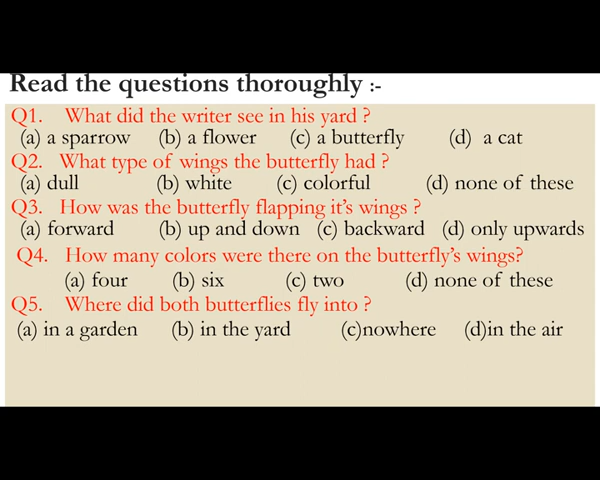 Read the questions thoroughly :-
Q1. What did the writer see in his yard ?
(a) a sparrow (b) a flower (c) a butterfly (d) a cat
Q2. What type of wings the butterfly had ?
(a) dull (b) white (c) colorful (d) none of these
Q3. How was the butterfly flapping it's wings ?
(a) forward (b) up and down (c) backward (d) only upwards
Q4. How many colors were there on the butterfly's wings?
(a) four (b) six (c) two (d) none of these
Q5. Where did both butterflies fly into ?
(a) in a garden (b) in the yard (c)nowhere (d)in the air